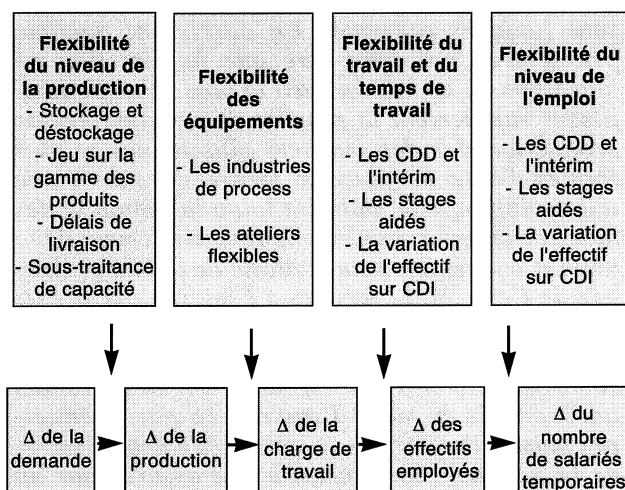 Flexibilité
du niveau de
la production
- Stockage et
déstockage
- Jeu sur la
gamme des
produits
- Délais de
livraison
- Sous-traitance
de capacité
Flexibilité
des
équipements
- Les industries
de process
- Les ateliers
flexibles
Flexibilité du
travail et du
temps de
travail
- Les CDD et
l'intérim
- Les stages
aidés
- La variation
de l'effectif
sur CDI
Flexibilité du
niveau de
l'emploi
- Les CDD et
l'intérim
- Les stages
aidés
- La variation
de l'effectif
sur CDI
Δ de la
demande
Δ de la
production
Δ de la
charge de
travail
Δ des
effectifs
employés
Δ du
nombre
de salariés
temporaires